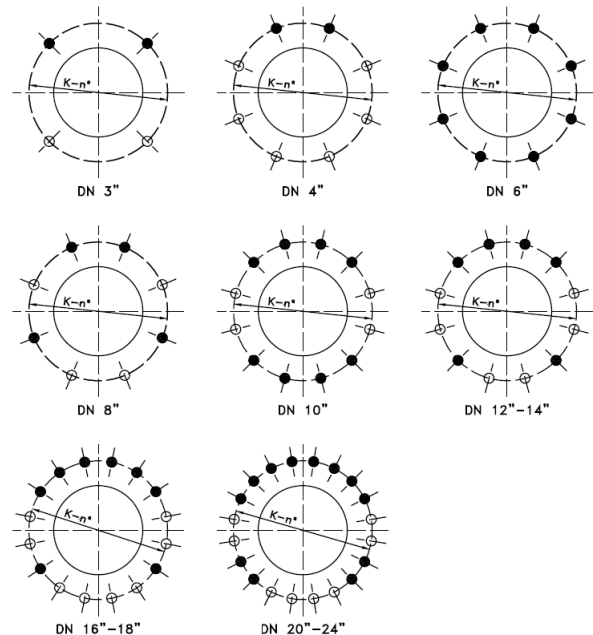 K-n°
K-n°
K-n°
DN 3"
DN 4"
DN 6"
K-n°
K-n°
K-n°
DN 8"
DN 10"
DN 12"-14"
K-n°
K-n°
DN 16"-18"
DN 20"-24"